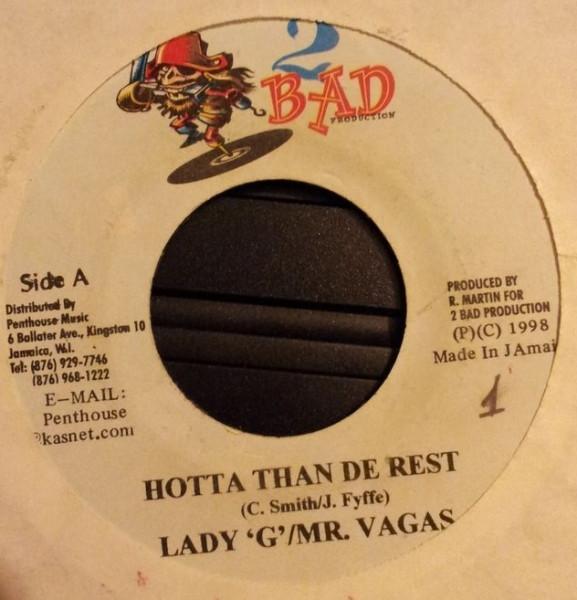 2
BAD
PRODUCTION
Side A
Distributed By
Penthouse Music
6 Ballater Ave., Kingston 10
Jamaica, W.I.
Tel: (876) 929-7746
(876) 968-1222
E-MAIL:
Penthouse
@kasnet.com
PRODUCED BY
R. MARTIN FOR
2 BAD PRODUCTION
(P)(C) 1998
Made In JAmai
1
HOTTA THAN DE REST
(C. Smith/J. Fyffe)
LADY 'G'/MR. VAGAS